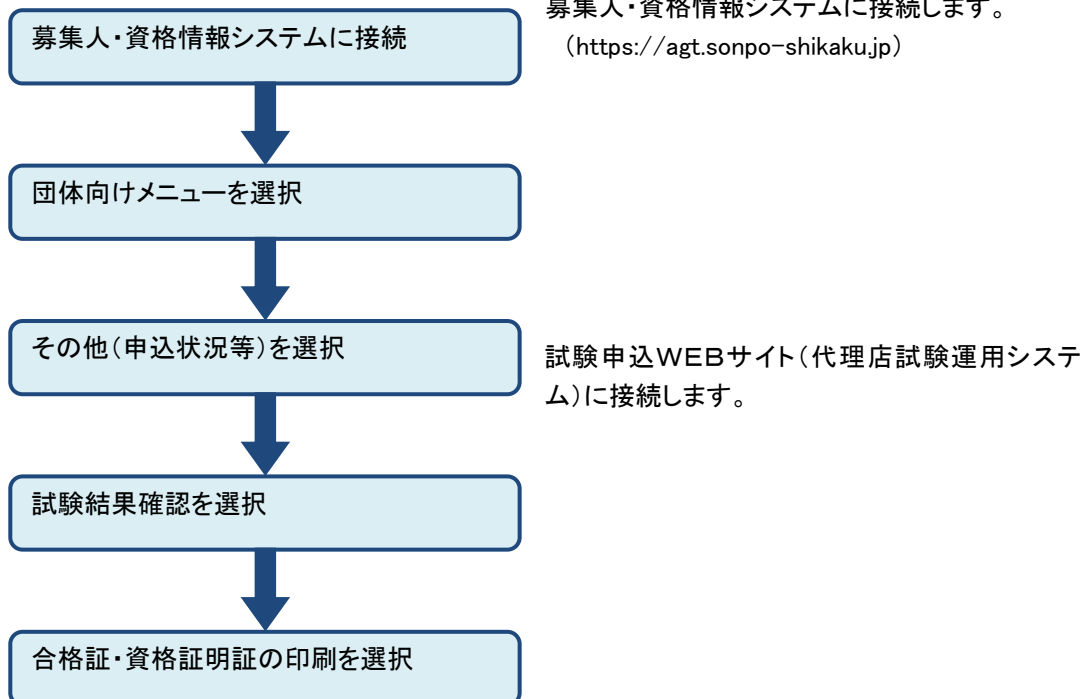 募集人・資格情報システムに接続します。
募集人・資格情報システムに接続
（https://agt.sonpo-shikaku.jp）
団体向けメニューを選択
その他（申込状況等）を選択
試験申込ＷＥＢサイト（代理店試験運用システ
ム）に接続します。
試験結果確認を選択
合格証・資格証明証の印刷を選択